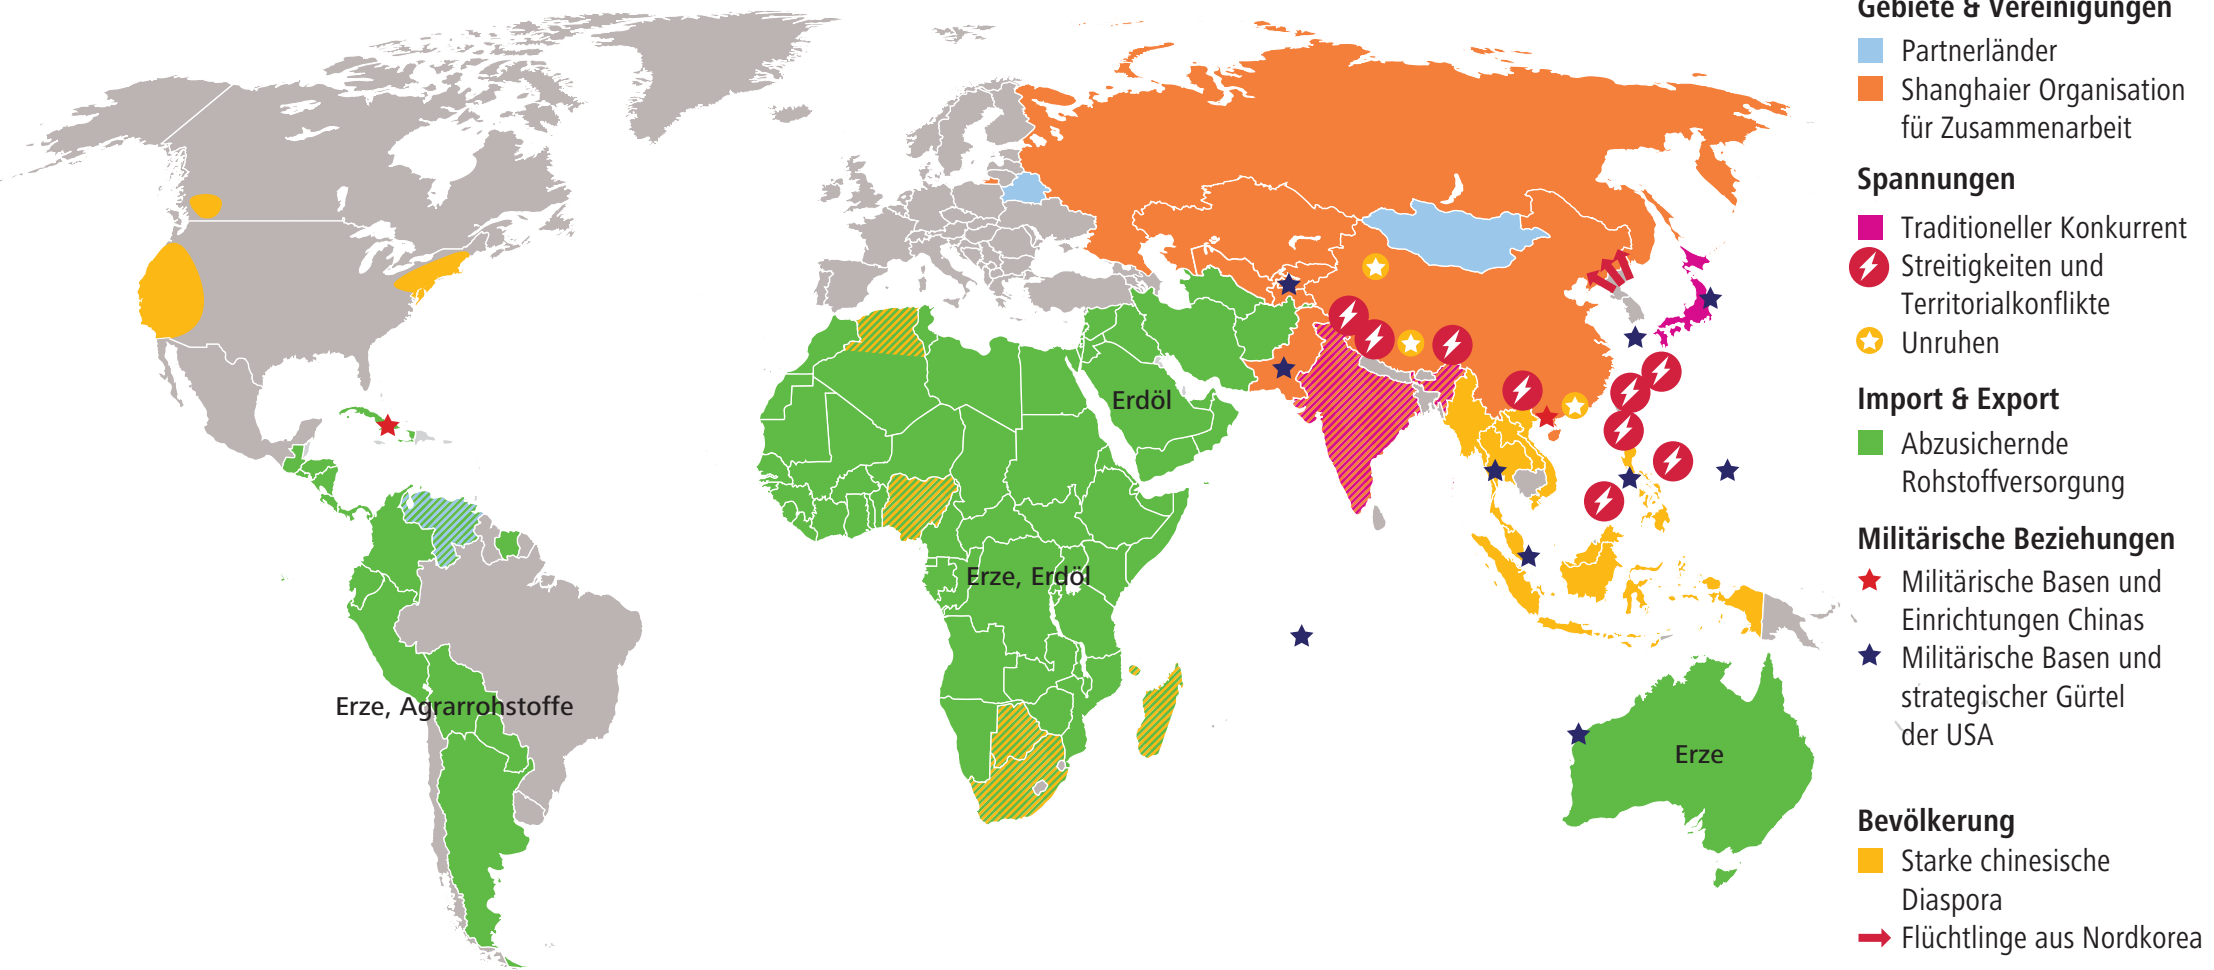 Gebiete & Vereinigungen
Partnerländer
Shanghaier Organisation
für Zusammenarbeit
Spannungen
Traditioneller Konkurrent
Streitigkeiten und
Territorialkonflikte
Unruhen
Import & Export
Abzusichernde
Rohstoffversorgung
Militärische Beziehungen
Militärische Basen und
Einrichtungen Chinas
Militärische Basen und
strategischer Gürtel
der USA
Bevölkerung
Starke chinesische
Diaspora
Flüchtlinge aus Nordkorea
Erdöl
Erze, Erdöl
Erze, Agrarrohstoffe
Erze